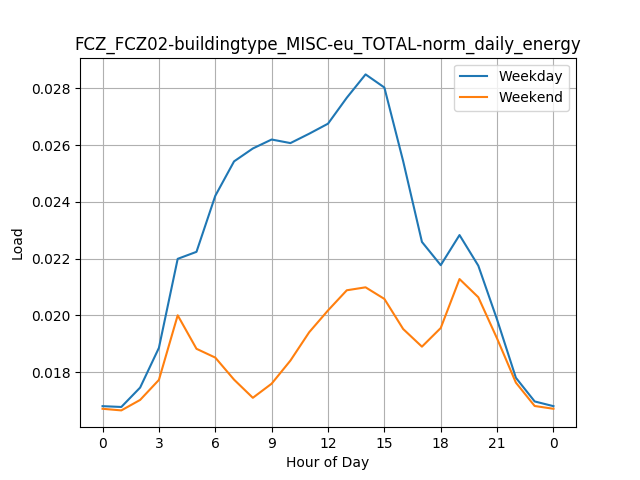 FCZ_FCZ02-buildingtype_MISC-eu_TOTAL-norm_daily_energy
Weekday
Weekend
0.028
0.026
0.024
0.022
0.020
0.018
Load
0 3 6 9 12 15 18 21 0
Hour of Day